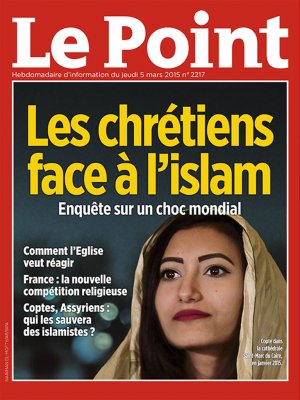 Le Point
Hebdomadaire d'information du jeudi 5 mars 2015 n° 2217
Les chrétiens
face à l'islam
Enquête sur un choc mondial
Comment l'Eglise
veut réagir
France : la nouvelle
compétition religieuse
Coptes, Assyriens :
qui les sauvera
des islamistes ?
Copte dans
la cathédrale
Saint-Marc du Caire,
en janvier 2015.